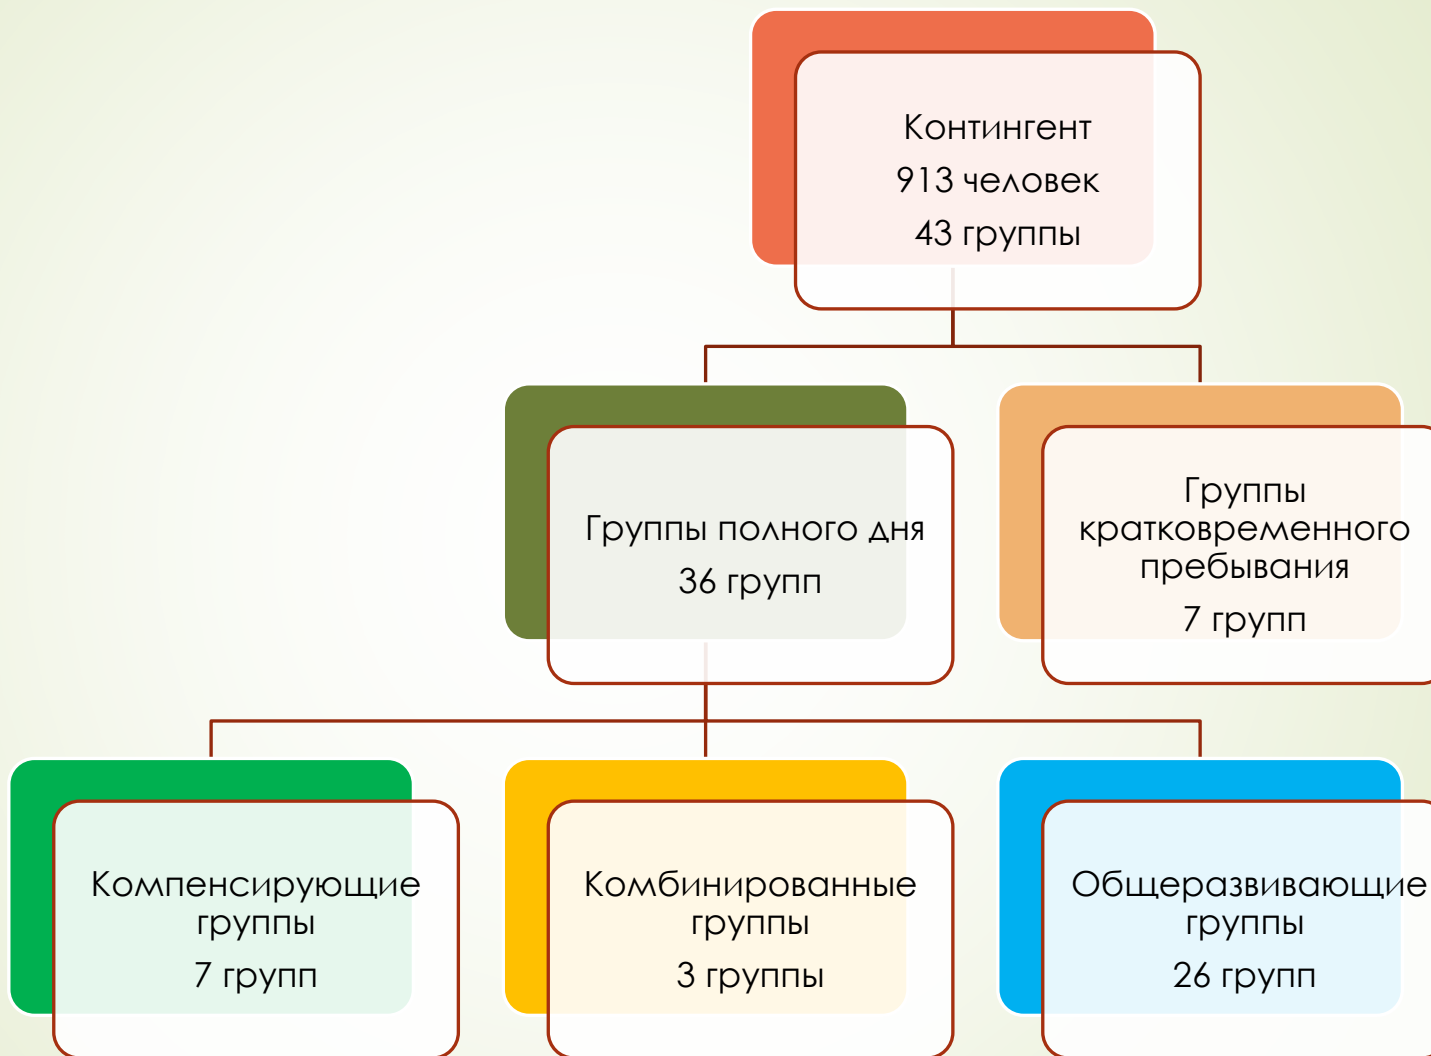 Контингент
913 человек
43 группы
Группы полного дня
36 групп
Группы
кратковременного
пребывания
7 групп
Компенсирующие
группы
7 групп
Комбинированные
группы
3 группы
Общеразвивающие
группы
26 групп